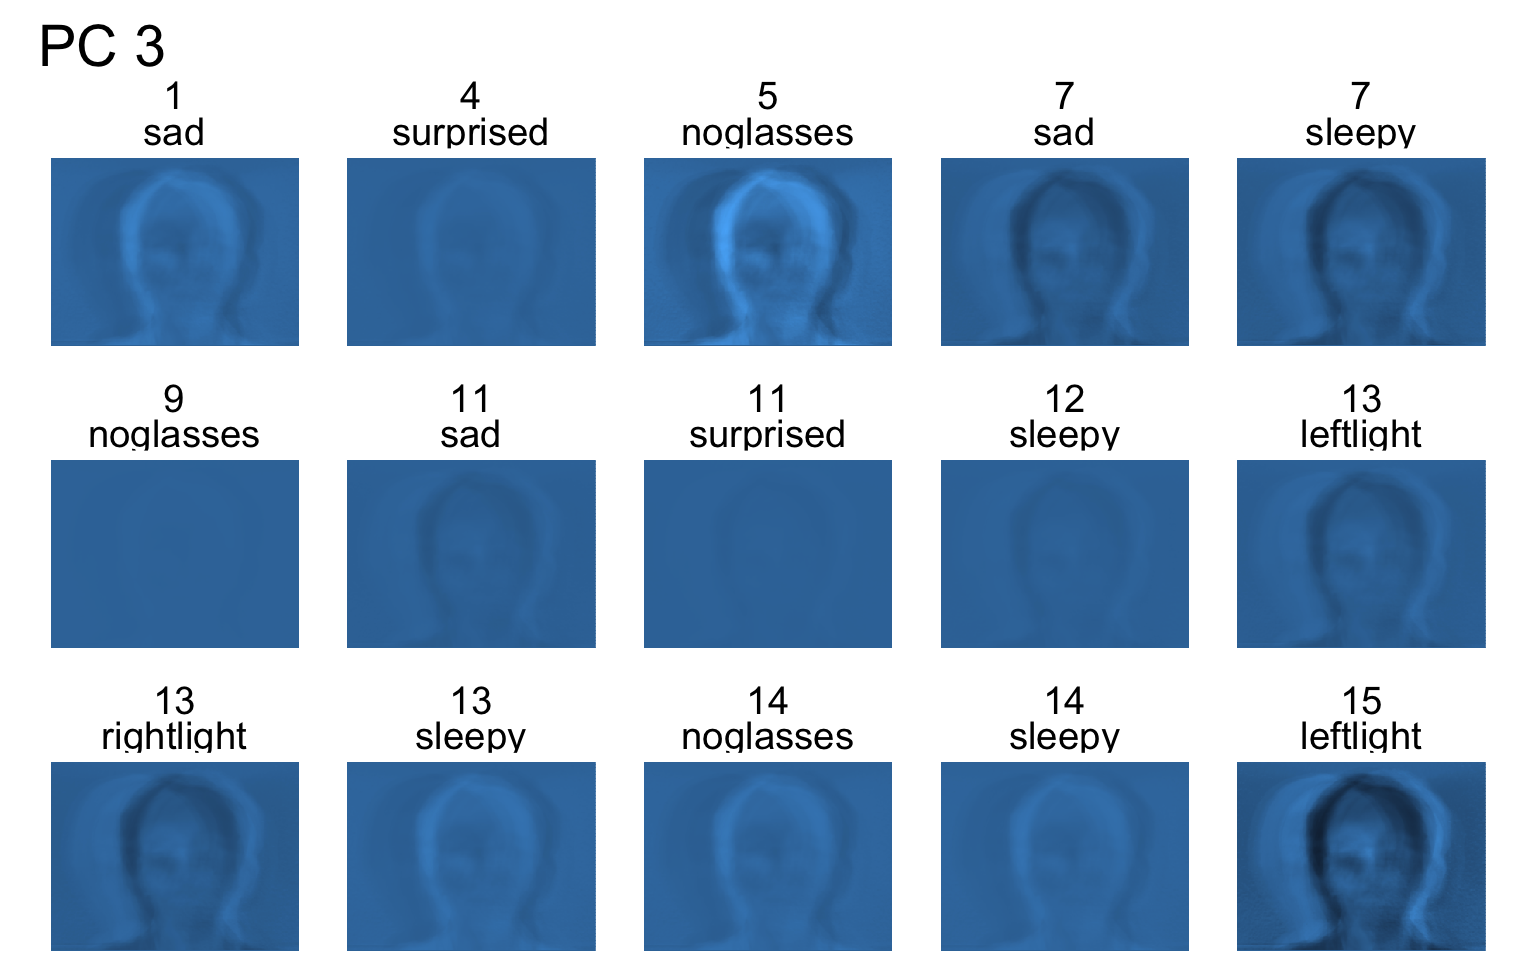 PC 3
1
sad
4
surprised
5
noglasses
7
sad
7
sleepy
9
noglasses
11
sad
11
surprised
12
sleepy
13
leftlight
13
rightlight
13
sleepy
14
noglasses
14
sleepy
15
leftlight